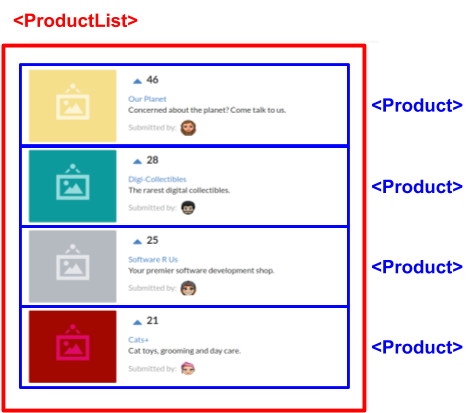 <ProductList>
46
Our Planet
Concerned about the planet? Come talk to us.
Submitted by:
<Product>
28
Digi-Collectibles
The rarest digital collectibles.
Submitted by:
<Product>
25
Software R Us
Your premier software development shop.
Submitted by:
<Product>
21
Cats+
Cat toys, grooming and day care.
Submitted by:
<Product>